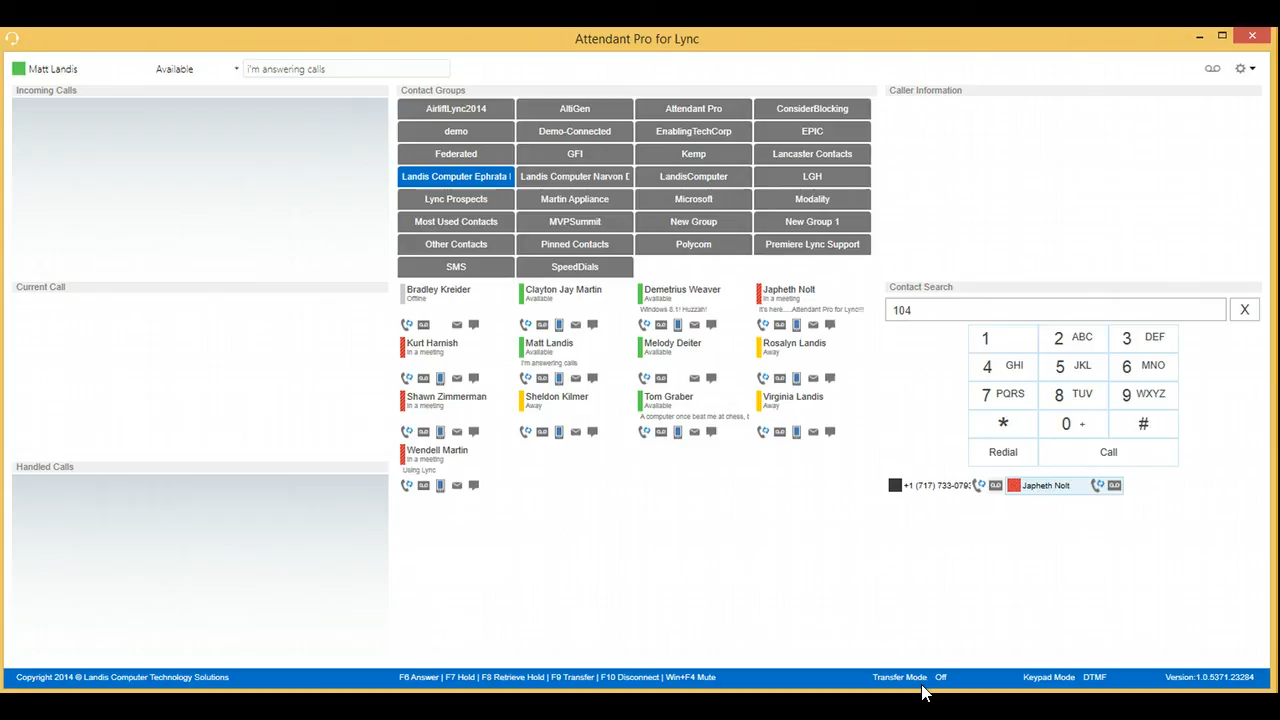 Attendant Pro for Lync
Matt Landis
Available
i'm answering calls
Incoming Calls
Contact Groups
Caller Information
AirliftLync2014
AltiGen
Attendant Pro
ConsiderBlocking
demo
Demo-Connected
EnablingTechCorp
EPIC
Federated
GFI
Kemp
Lancaster Contacts
Landis Computer Ephrata
Landis Computer Narvon
LandisComputer
LGH
Lync Prospects
Martin Appliance
Microsoft
Modality
Most Used Contacts
MVPSummit
New Group
New Group 1
Other Contacts
Pinned Contacts
Polycom
Premiere Lync Support
SMS
SpeedDials
Current Call
Contact Search
Bradley Kreider
Offline
Clayton Jay Martin
Available
Demetrius Weaver
Available
Windows 8.1! Huzzah!
Japheth Nolt
In a meeting
It's here.....Attendant Pro for Lync!!!
Kurt Harnish
In a meeting
Matt Landis
Available
I'm answering calls
Melody Deiter
Available
Rosalyn Landis
Away
Shawn Zimmerman
In a meeting
Sheldon Kilmer
Away
Tom Graber
Available
A computer once beat me at chess, t
Virginia Landis
Away
Wendell Martin
In a meeting
Using Lync
104
X
1
2 ABC
3 DEF
4 GHI
5 JKL
6 MNO
7 PQRS
8 TUV
9 WXYZ
*
0 +
#
Redial
Call
+1 (717) 733-079
Japheth Nolt
Handled Calls
Copyright 2014 © Landis Computer Technology Solutions
F6 Answer | F7 Hold | F8 Retrieve Hold | F9 Transfer | F10 Disconnect | Win+F4 Mute
Transfer Mode Off
Keypad Mode DTMF
Version:1.0.5371.23284